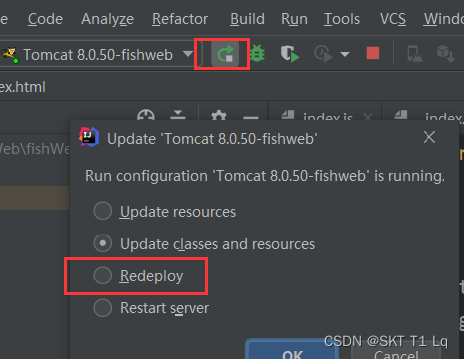 Code Analyze Refactor Build Run Tools VCS Window
Tomcat 8.0.50-fishweb
ex.html
index.js index.
Web\fishWe
Update 'Tomcat 8.0.50-fishweb'
Run configuration 'Tomcat 8.0.50-fishweb' is running.
Update resources
Update classes and resources
Redeploy
Restart server
OK Cancel
CSDN @SKT T1 Lq